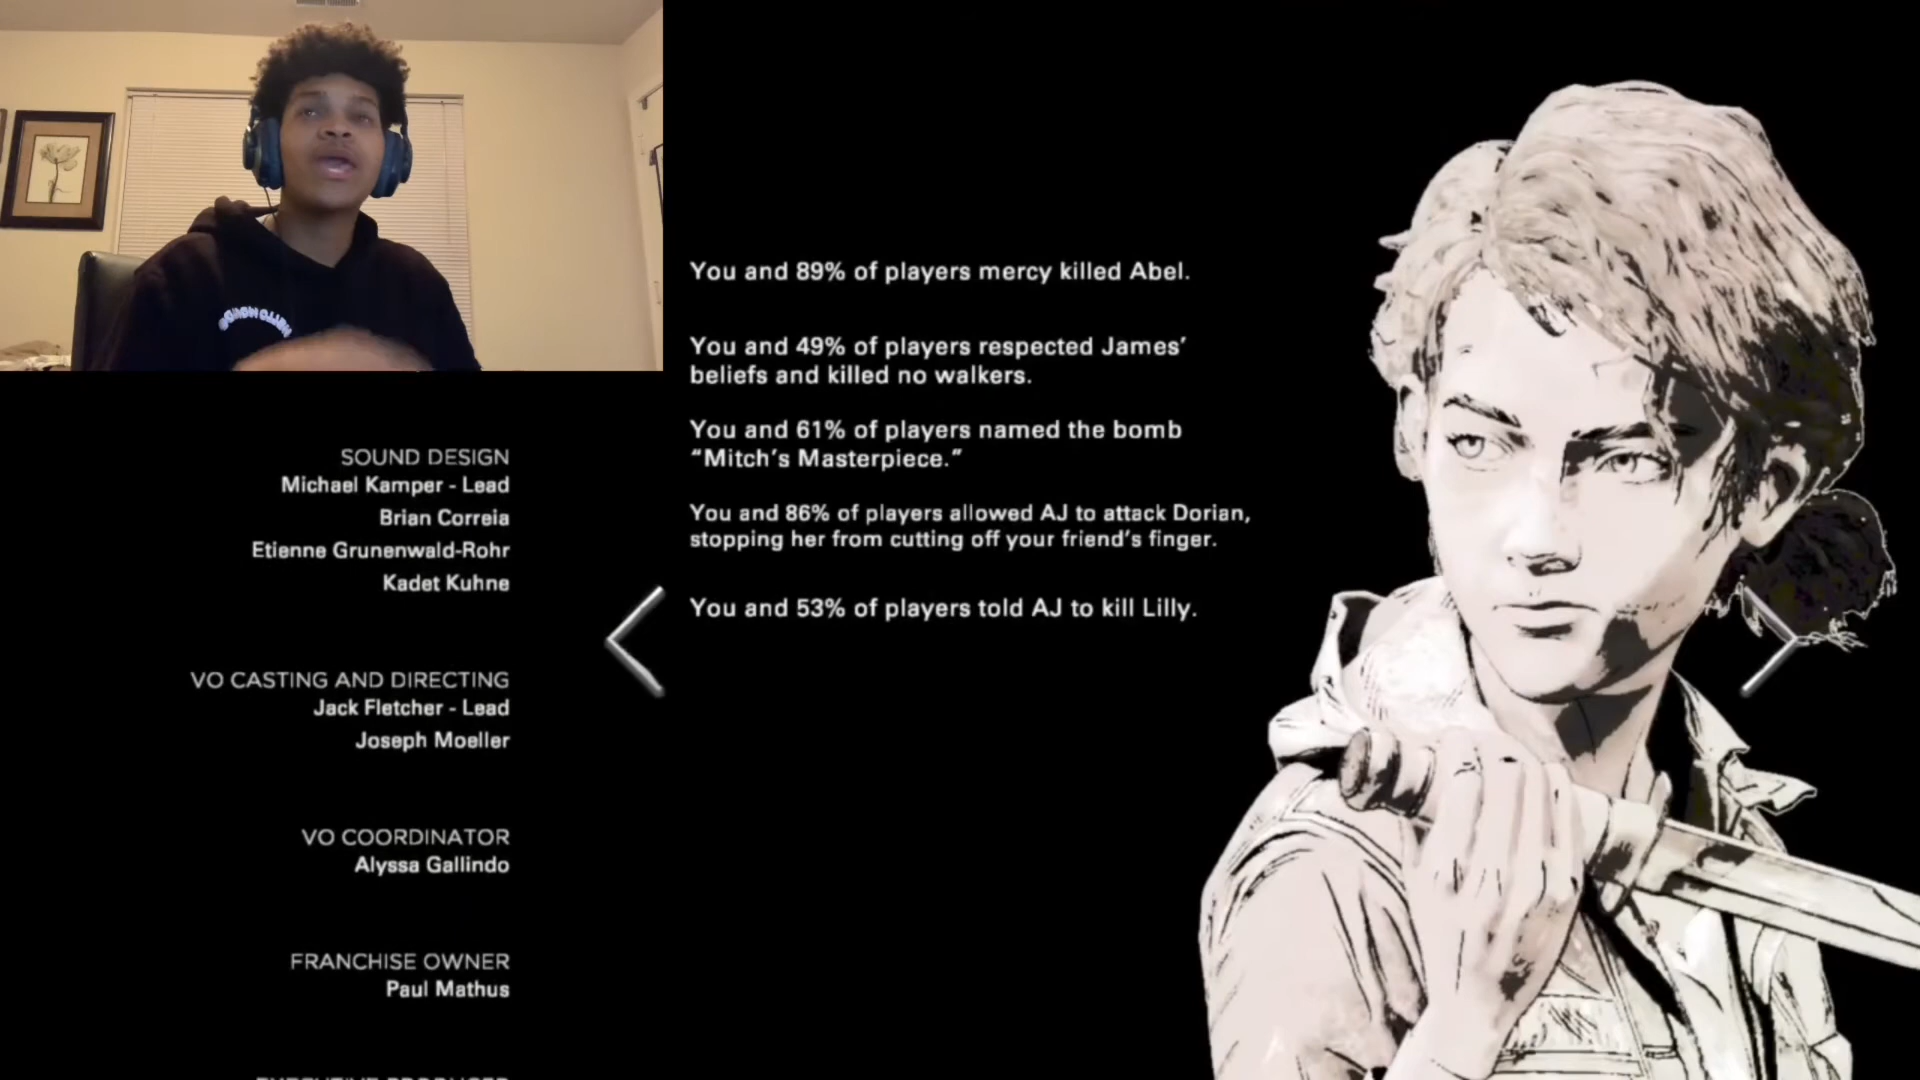 You and 89% of players mercy killed Abel.
You and 49% of players respected James’
beliefs and killed no walkers.
You and 61% of players named the bomb
“Mitch’s Masterpiece.”
You and 86% of players allowed AJ to attack Dorian,
stopping her from cutting off your friend’s finger.
You and 53% of players told AJ to kill Lilly.
SOUND DESIGN
Michael Kamper - Lead
Brian Correia
Etienne Grunenwald-Rohr
Kadet Kuhne
VO CASTING AND DIRECTING
Jack Fletcher - Lead
Joseph Moeller
VO COORDINATOR
Alyssa Gallindo
FRANCHISE OWNER
Paul Mathus